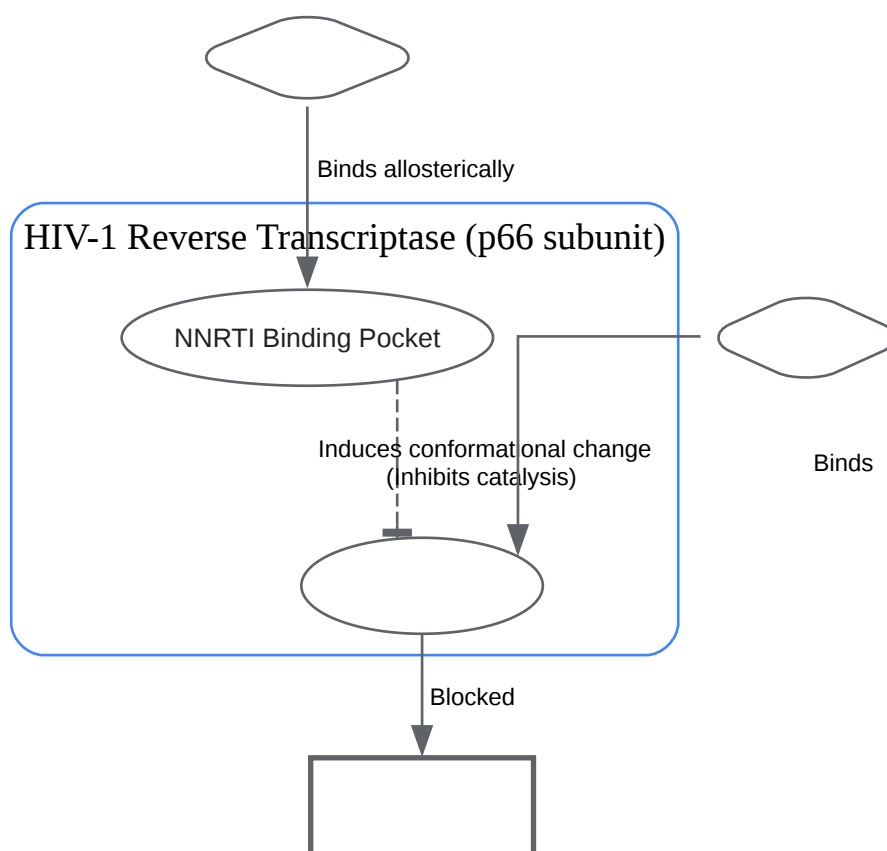 Binds allosterically
HIV-1 Reverse Transcriptase (p66 subunit)
NNRTI Binding Pocket
Induces conformational change
(Inhibits catalysis)
Binds
Blocked